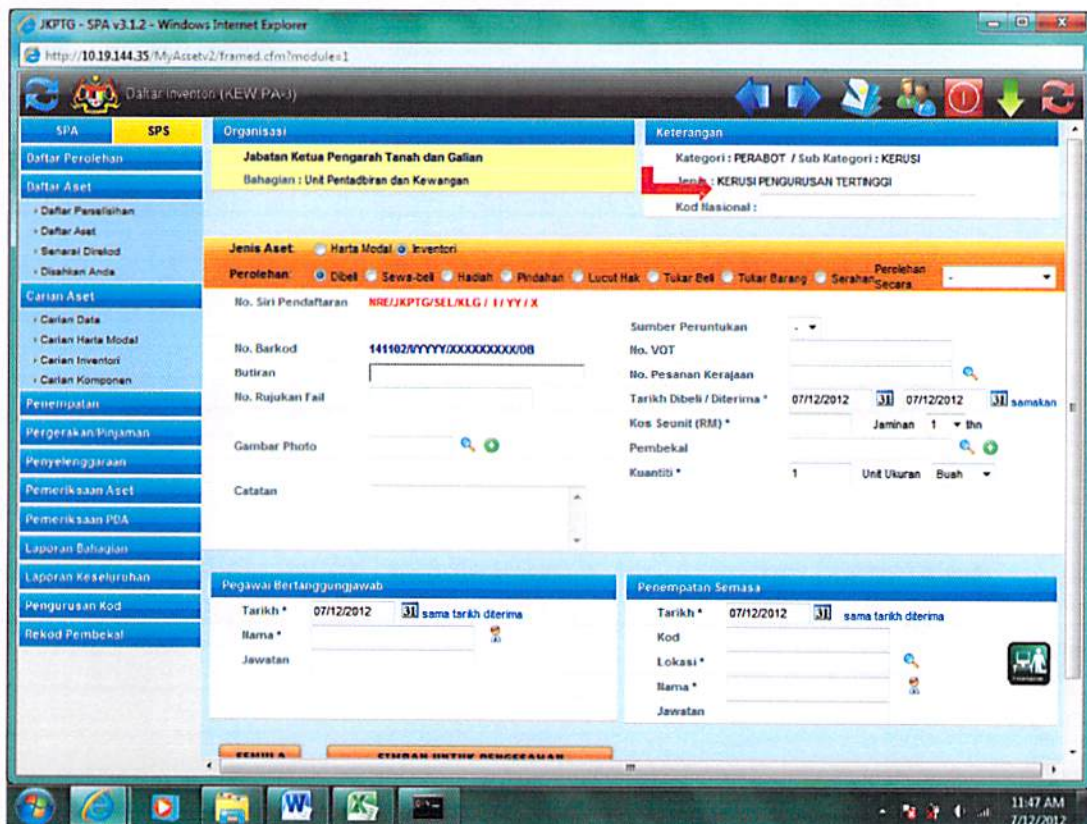 JKPTG - SPA v3.1.2 - Windows Internet Explorer
http://10.19.144.35/MyAssetv2/framed.cfm?module=1
Daftar Inventori (KEW.PA-3)
SPA SPS
Daftar Perolehan
Daftar Aset
Daftar Penselisihan
Daftar Aset
Senarai Direkod
Disahkan Anda
Carian Aset
Carian Data
Carian Harta Modal
Carian Inventori
Carian Komponen
Penempatan
Pergerakan/Pinjaman
Penyelenggaraan
Pemeriksaan Aset
Pemeriksaan PDA
Laporan Bahagian
Laporan Keseluruhan
Pengurusan Kod
Rekod Pembekal
Organisasi
Jabatan Ketua Pengarah Tanah dan Galian
Bahagian : Unit Pentadbiran dan Kewangan
Keterangan
Kategori : PERABOT / Sub Kategori : KERUSI
Jenis : KERUSI PENGURUSAN TERTINGGI
Kod Nasional :
Jenis Aset: Harta Modal Inventori
Perolehan: Dibeli Sewa-beli Hadiah Pindahan Lucut Hak Tukar Beli Tukar Barang Serahan Perolehan Secara -
No. Siri Pendaftaran NRE/JKPTG/SEL/KLG / I / YY / X
No. Barkod 141102/I/YYYY/XXXXXXXXXX/DB
Butiran
No. Rujukan Fail
Gambar Photo
Catatan
Sumber Peruntukan -
No. VOT
No. Pesanan Kerajaan
Tarikh Dibeli / Diterima * 07/12/2012 31 07/12/2012 31 samakan
Kos Seunit (RM) * Jaminan 1 thn
Pembekal
Kuantiti * 1 Unit Ukuran Buah
Pegawai Bertanggungjawab
Tarikh * 07/12/2012 31 sama tarikh diterima
Nama *
Jawatan
Penempatan Semasa
Tarikh * 07/12/2012 31 sama tarikh diterima
Kod
Lokasi *
Nama *
Jawatan
SEMULA SIMPAN UNTUK PENGESAHAN
11:47 AM
7/12/2012